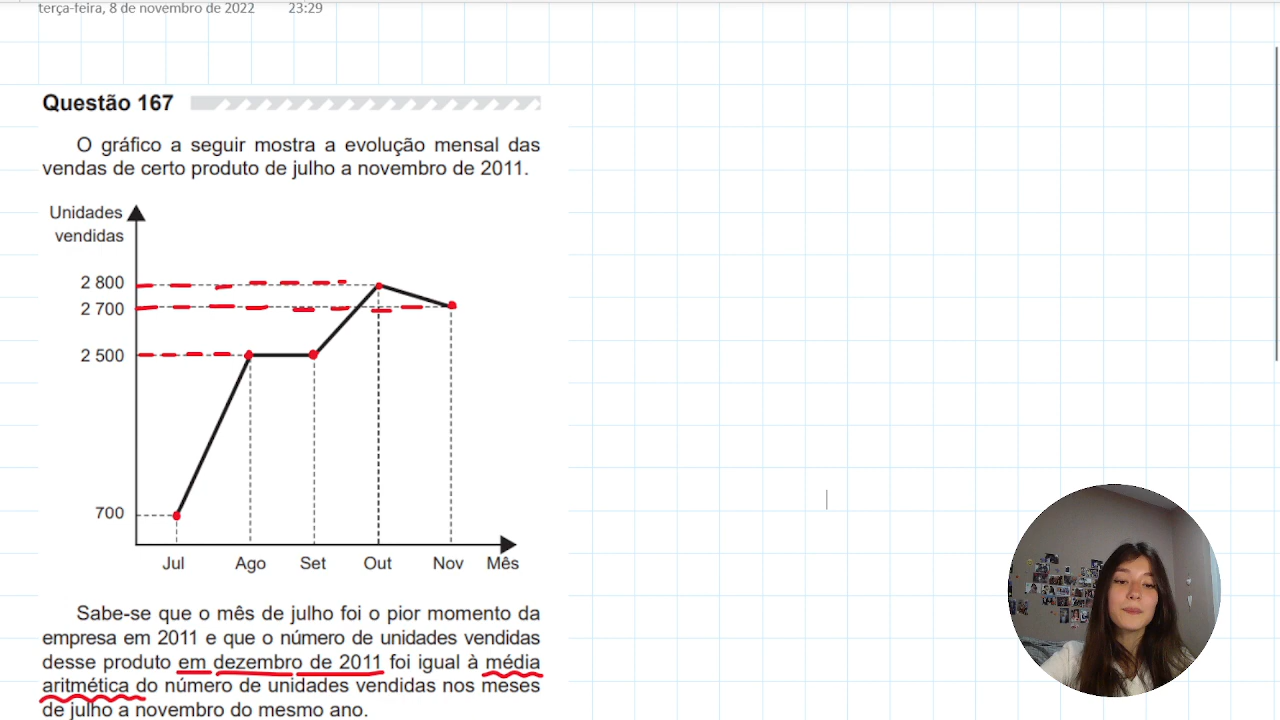 terça-feira, 8 de novembro de 2022 23:29
Questão 167
O gráfico a seguir mostra a evolução mensal das
vendas de certo produto de julho a novembro de 2011.
Unidades
vendidas
2 800
2 700
2 500
700
Jul Ago Set Out Nov Mês
Sabe-se que o mês de julho foi o pior momento da
empresa em 2011 e que o número de unidades vendidas
desse produto em dezembro de 2011 foi igual à média
aritmética do número de unidades vendidas nos meses
de julho a novembro do mesmo ano.